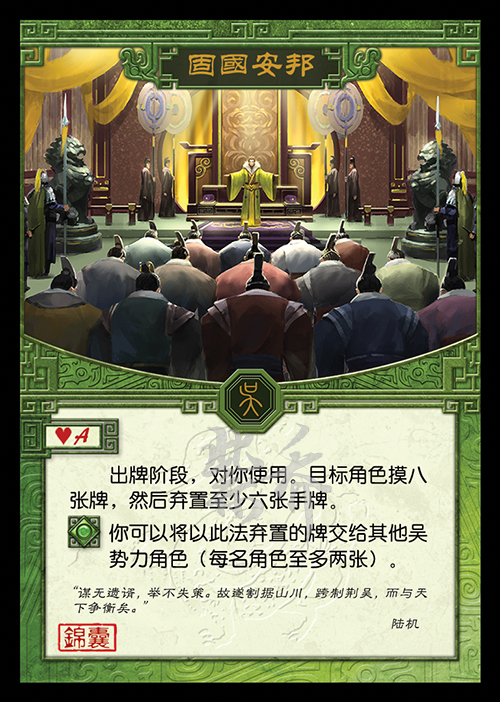 固國安邦
吴
♥A
出牌阶段，对你使用。目标角色摸八
张牌，然后弃置至少六张手牌。
你可以将以此法弃置的牌交给其他吴
势力角色（每名角色至多两张）。
“谋无遗谞，举不失策。故遂割据山川，跨制荆吴，而与天
下争衡矣。”
陆机
錦囊